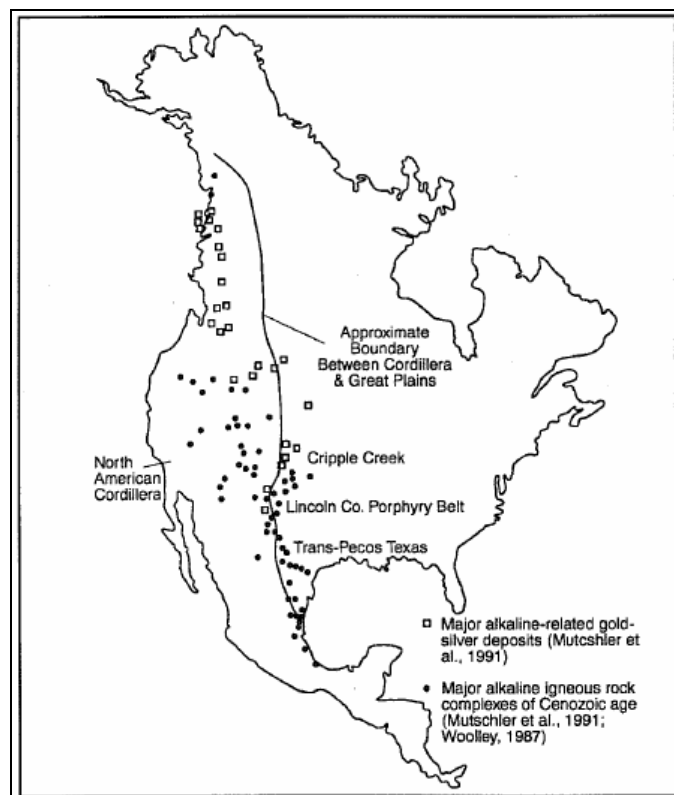 Approximate
Boundary
Between Cordillera
& Great Plains
North
American
Cordillera
Cripple Creek
Lincoln Co. Porphyry Belt
Trans-Pecos Texas
Major alkaline-related gold-
silver deposits (Mutcshler et
al., 1991)
Major alkaline igneous rock
complexes of Cenozoic age
(Mutschler et al., 1991;
Woolley, 1987)